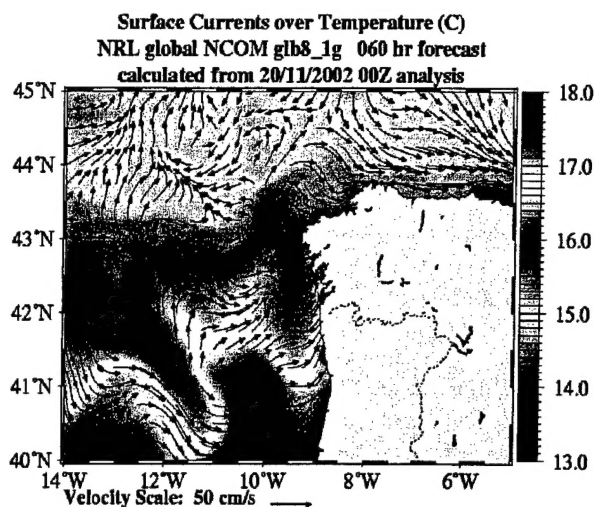 Surface Currents over Temperature (C)
NRL global NCOM glb8_1g 060 hr forecast
calculated from 20/11/2002 00Z analysis
45°N
44°N
43°N
42°N
41°N
40°N
14°W 12°W 10°W 8°W 6°W
18.0
17.0
16.0
15.0
14.0
13.0
Velocity Scale: 50 cm/s